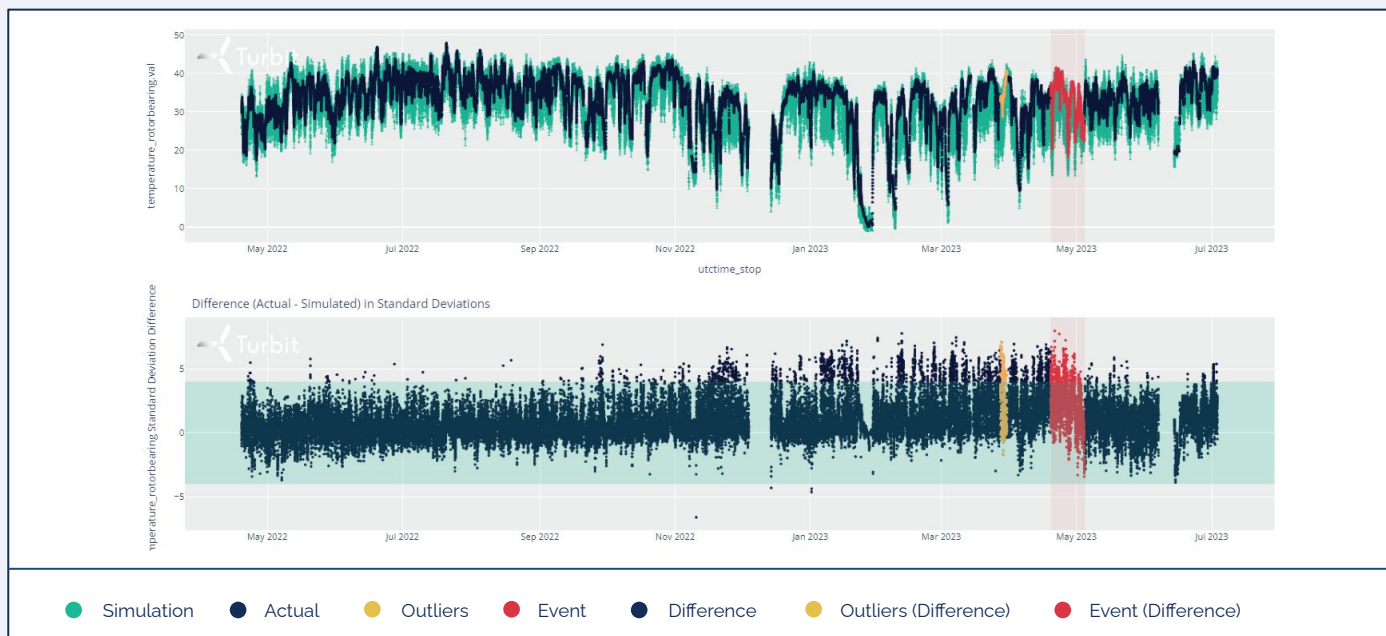 Turbit
temperature_rotorbearing.val
50
40
30
20
10
0
May 2022
Jul 2022
Sep 2022
Nov 2022
Jan 2023
Mar 2023
May 2023
Jul 2023
utctime_stop
Difference (Actual - Simulated) in Standard Deviations
Turbit
mperature_rotorbearing Standard Deviation Difference
5
0
−5
May 2022
Jul 2022
Sep 2022
Nov 2022
Jan 2023
Mar 2023
May 2023
Jul 2023
Simulation
Actual
Outliers
Event
Difference
Outliers (Difference)
Event (Difference)